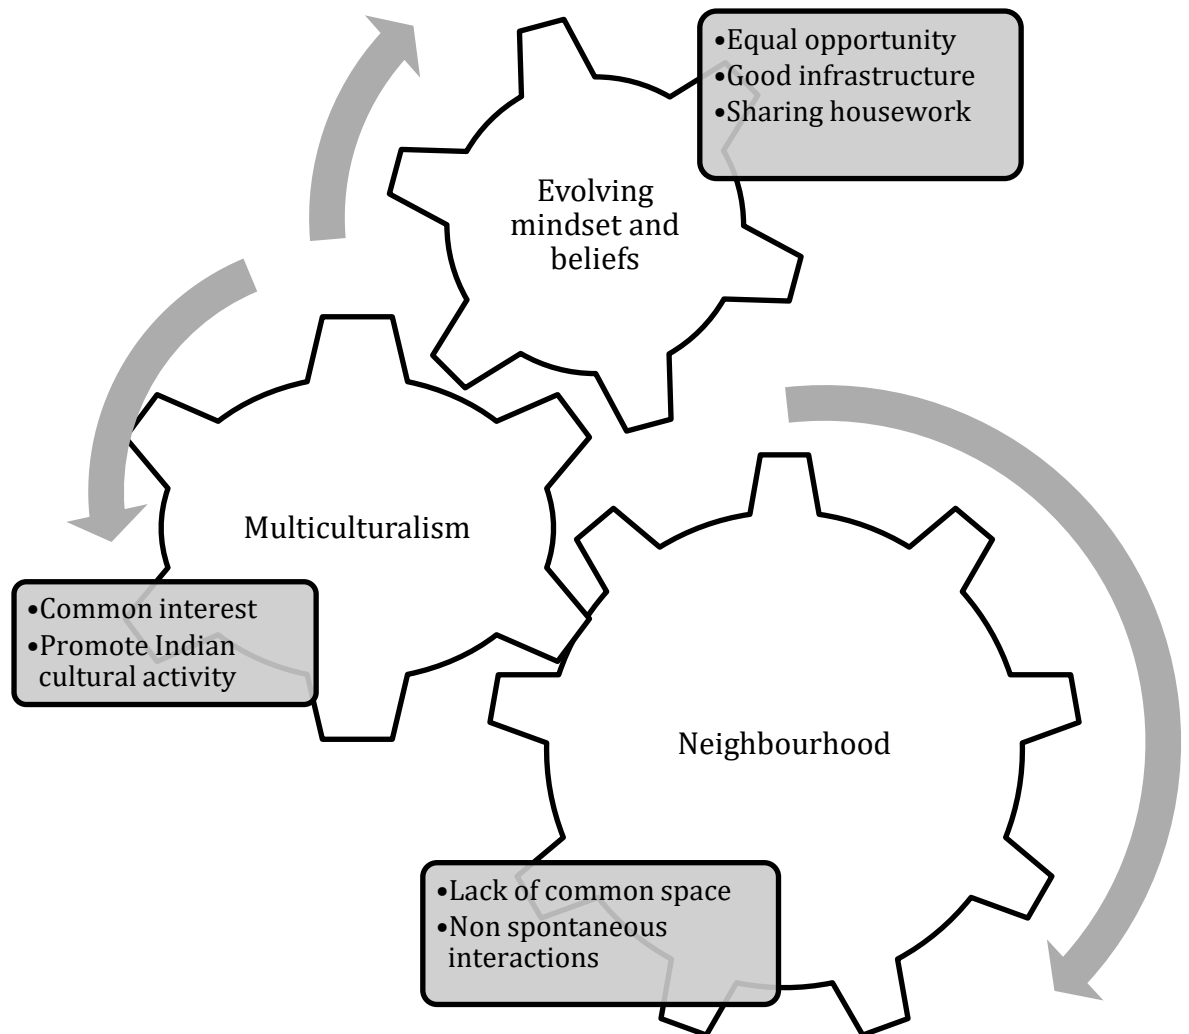 •Equal opportunity
•Good infrastructure
•Sharing housework
Evolving
mindset and
beliefs
Multiculturalism
•Common interest
•Promote Indian
cultural activity
Neighbourhood
•Lack of common space
•Non spontaneous
interactions